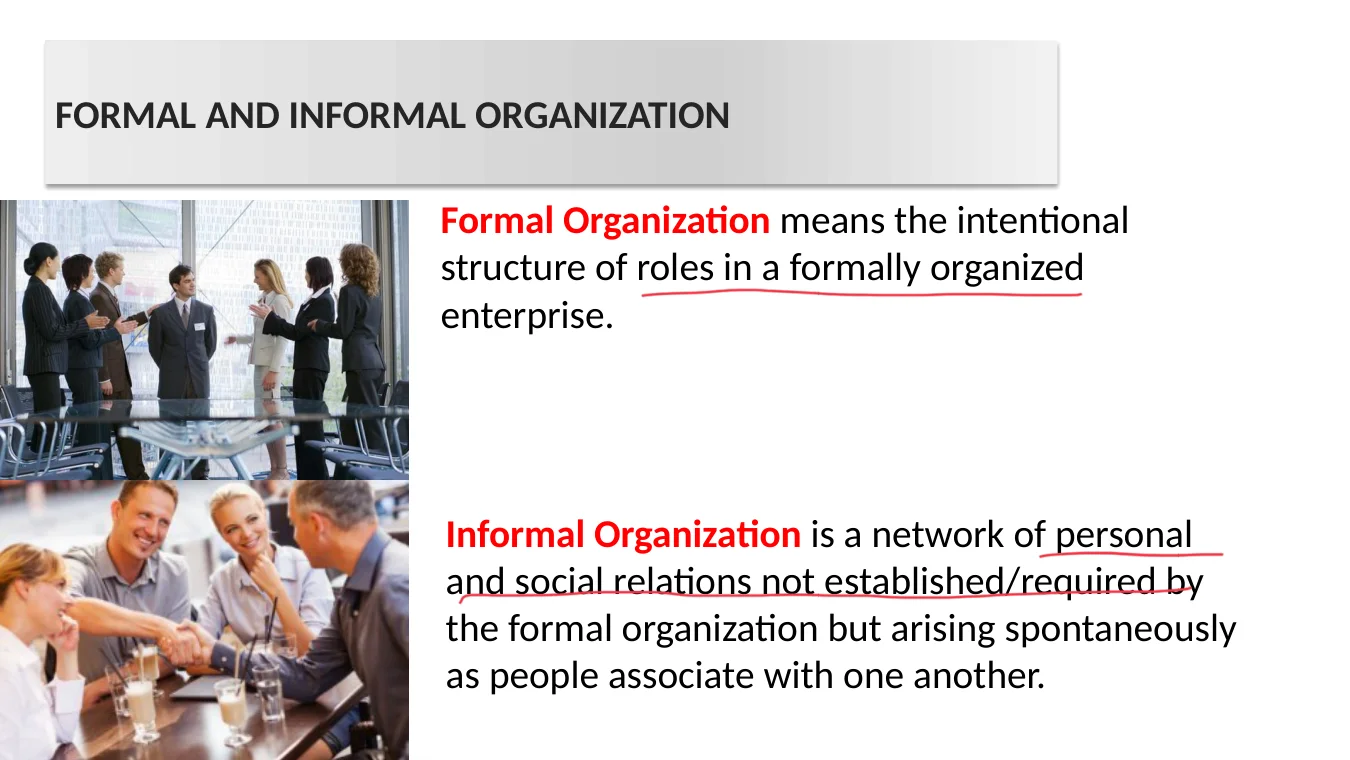 FORMAL AND INFORMAL ORGANIZATION
Formal Organization means the intentional
structure of roles in a formally organized
enterprise.
Informal Organization is a network of personal
and social relations not established/required by
the formal organization but arising spontaneously
as people associate with one another.